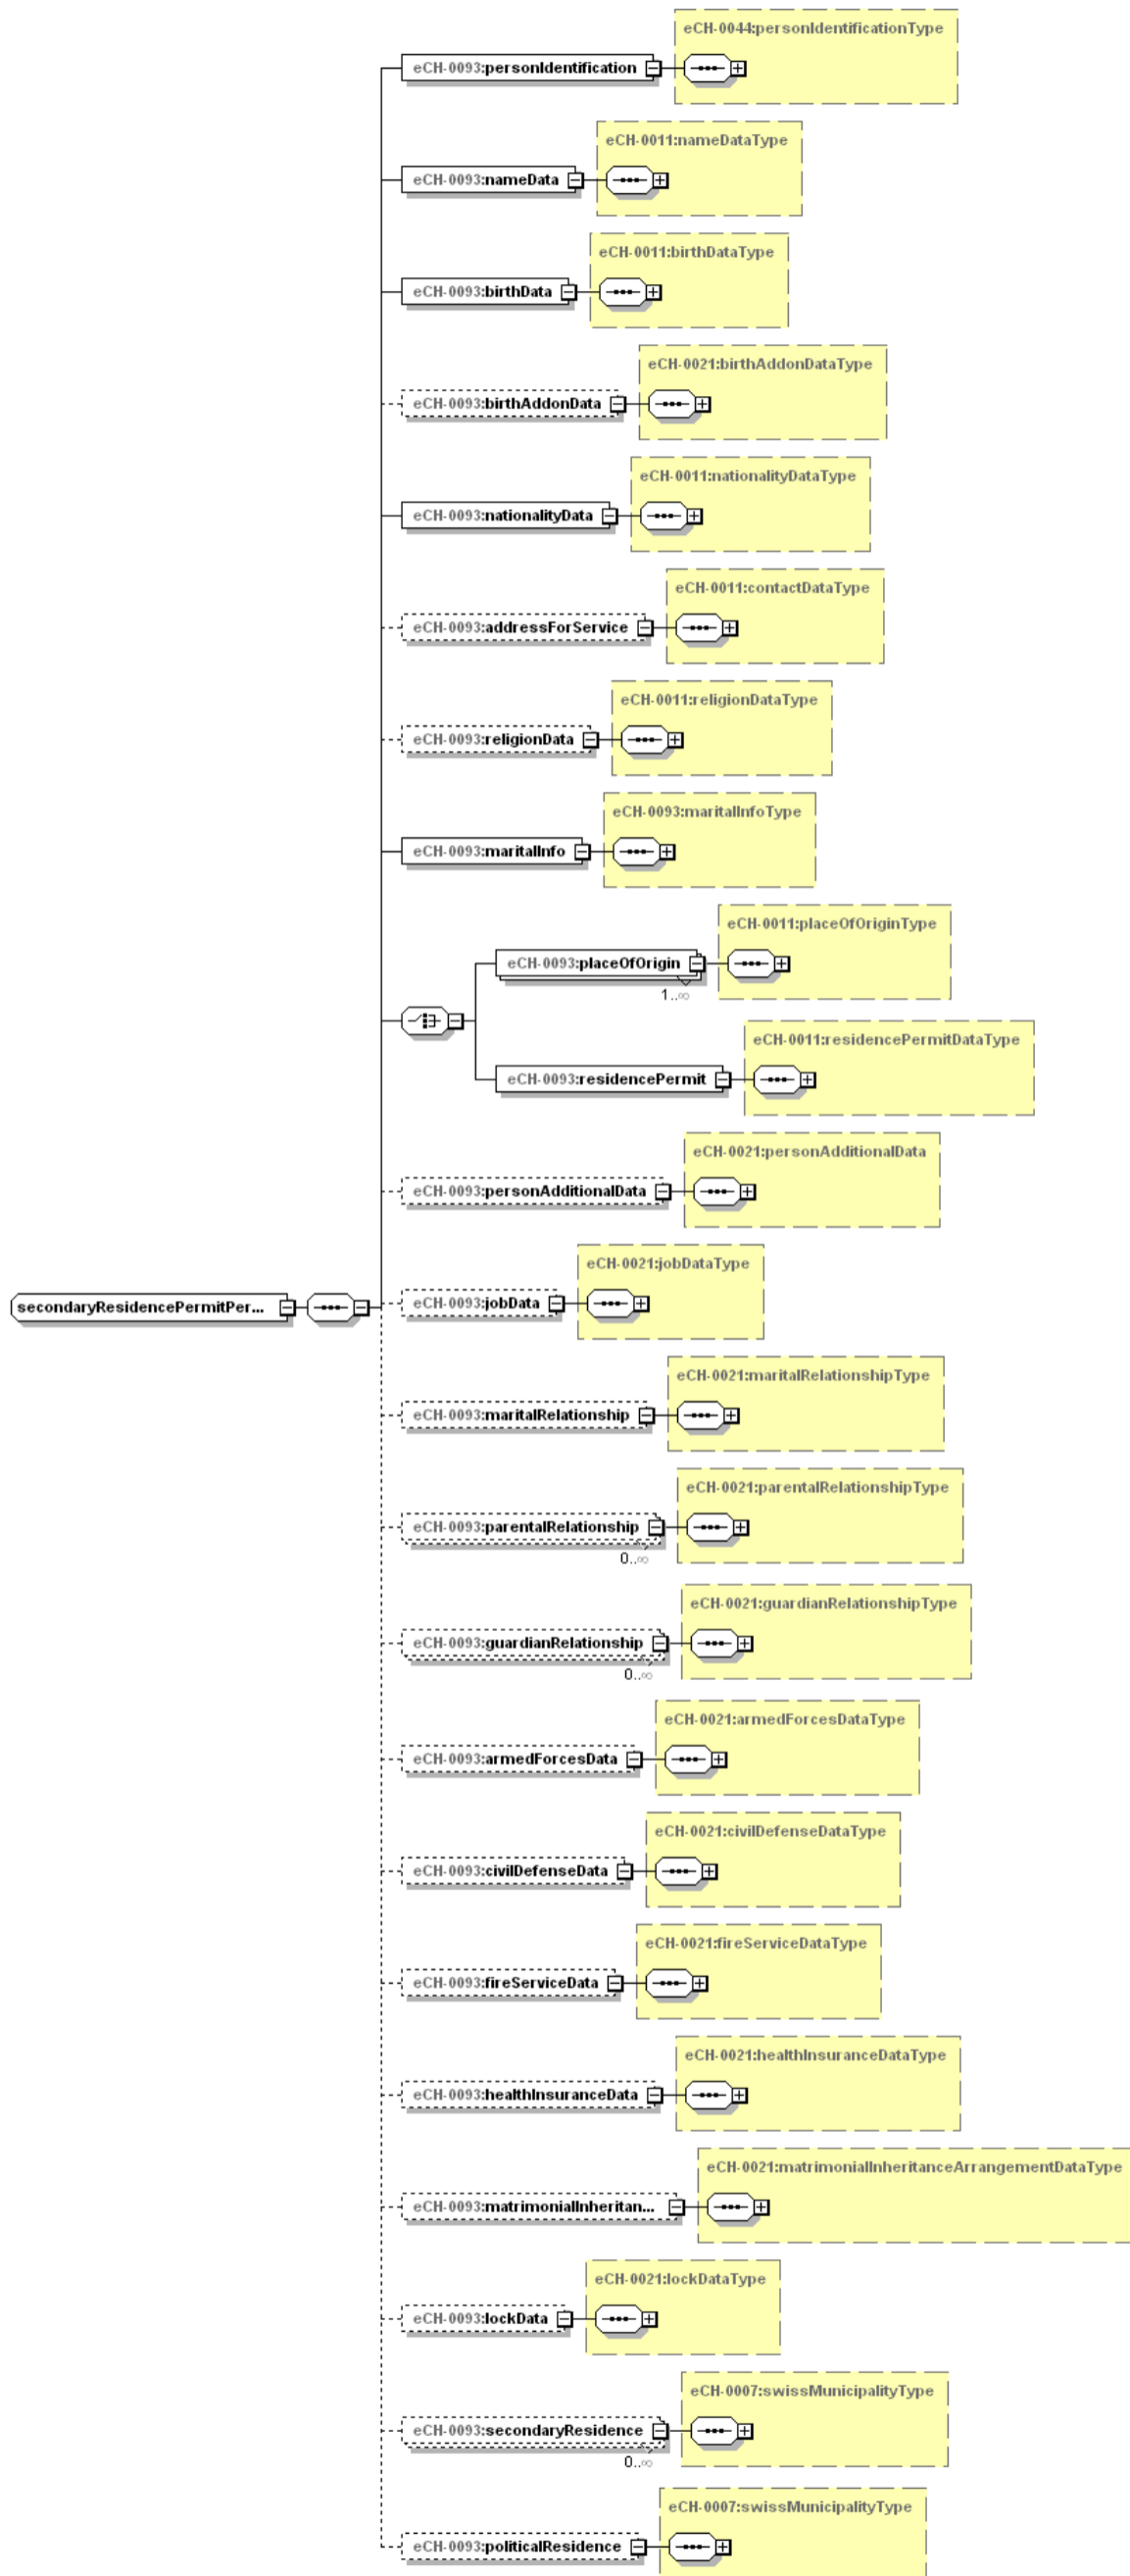 eCH-0044:personIdentificationType
eCH-0093:personIdentification
eCH-0011:nameDataType
eCH-0093:nameData
eCH-0011:birthDataType
eCH-0093:birthData
eCH-0021:birthAddonDataType
eCH-0093:birthAddonData
eCH-0011:nationalityDataType
eCH-0093:nationalityData
eCH-0011:contactDataType
eCH-0093:addressForService
eCH-0011:religionDataType
eCH-0093:religionData
eCH-0093:maritalInfoType
eCH-0093:maritalInfo
eCH-0011:placeOfOriginType
eCH-0093:placeOfOrigin
1..∞
eCH-0011:residencePermitDataType
eCH-0093:residencePermit
eCH-0021:personAdditionalData
eCH-0093:personAdditionalData
eCH-0021:jobDataType
secondaryResidencePermitPer...
eCH-0093:jobData
eCH-0021:maritalRelationshipType
eCH-0093:maritalRelationship
eCH-0021:parentalRelationshipType
eCH-0093:parentalRelationship
0..∞
eCH-0021:guardianRelationshipType
eCH-0093:guardianRelationship
0..∞
eCH-0021:armedForcesDataType
eCH-0093:armedForcesData
eCH-0021:civilDefenseDataType
eCH-0093:civilDefenseData
eCH-0021:fireServiceDataType
eCH-0093:fireServiceData
eCH-0021:healthInsuranceDataType
eCH-0093:healthInsuranceData
eCH-0021:matrimonialInheritanceArrangementDataType
eCH-0093:matrimonialInheritan...
eCH-0021:lockDataType
eCH-0093:lockData
eCH-0007:swissMunicipalityType
eCH-0093:secondaryResidence
0..∞
eCH-0007:swissMunicipalityType
eCH-0093:politicalResidence